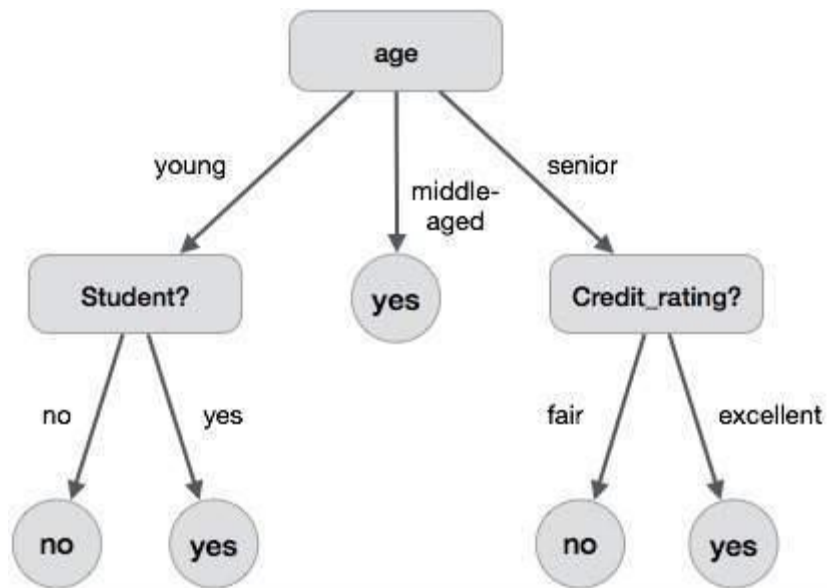 age
young
middle-
aged
senior
Student?
yes
Credit_rating?
no
yes
fair
excellent
no
yes
no
yes